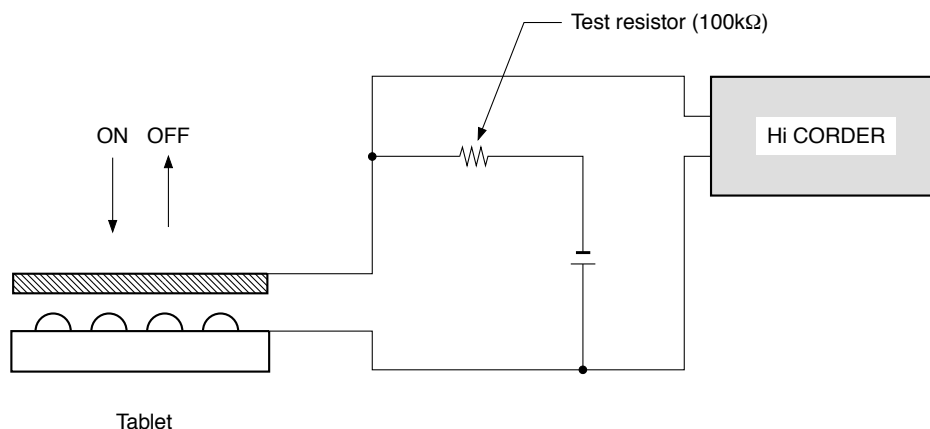 Test resistor (100kΩ)
ON OFF
Hi CORDER
Tablet